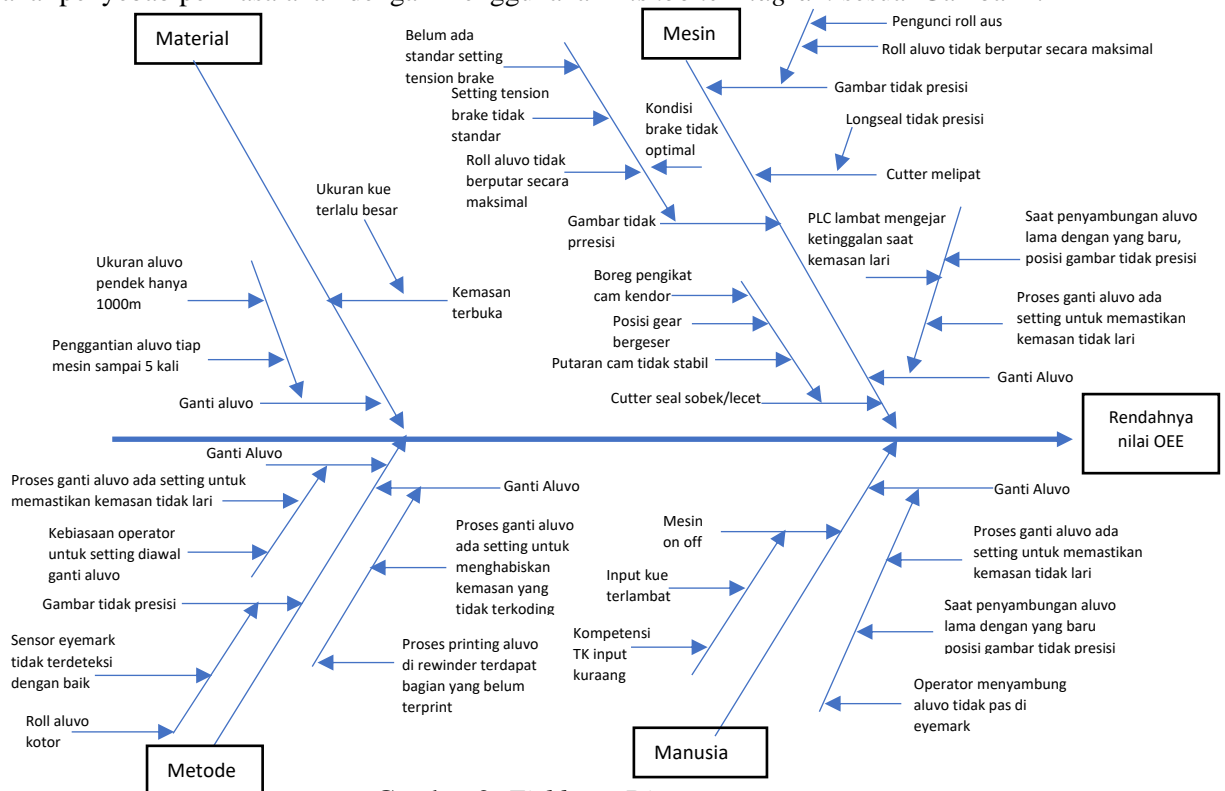 penyebab permasalahan dengan menggunakan
Material
Mesin
Belum ada
standar setting
tension brake
Setting tension
brake tidak
standar
Roll aluvo tidak
berputar secara
maksimal
Kondisi
brake tidak
optimal
Gambar tidak
prresisi
Pengunci roll aus
Roll aluvo tidak berputar secara maksimal
Gambar tidak presisi
Longseal tidak presisi
Cutter melipat
Ukuran kue
terlalu besar
Kemasan
terbuka
Ukuran aluvo
pendek hanya
1000m
Penggantian aluvo tiap
mesin sampai 5 kali
Ganti aluvo
PLC lambat mengejar
ketinggalan saat
kemasan lari
Saat penyambungan aluvo
lama dengan yang baru,
posisi gambar tidak presisi
Proses ganti aluvo ada
setting untuk memastikan
kemasan tidak lari
Ganti Aluvo
Boreg pengikat
cam kendor
Posisi gear
bergeser
Putaran cam tidak stabil
Cutter seal sobek/lecet
Rendahnya
nilai OEE
Ganti Aluvo
Proses ganti aluvo ada setting untuk
memastikan kemasan tidak lari
Kebiasaan operator
untuk setting diawal
ganti aluvo
Gambar tidak presisi
Sensor eyemark
tidak terdeteksi
dengan baik
Roll aluvo
kotor
Ganti Aluvo
Proses ganti aluvo
ada setting untuk
menghabiskan
kemasan yang
tidak terkoding
Proses printing aluvo
di rewinder terdapat
bagian yang belum
terprint
Metode
Mesin
on off
Input kue
terlambat
Kompetensi
TK input
kuraang
Ganti Aluvo
Proses ganti aluvo ada
setting untuk memastikan
kemasan tidak lari
Saat penyambungan aluvo
lama dengan yang baru
posisi gambar tidak presisi
Operator menyambung
aluvo tidak pas di
eyemark
Manusia